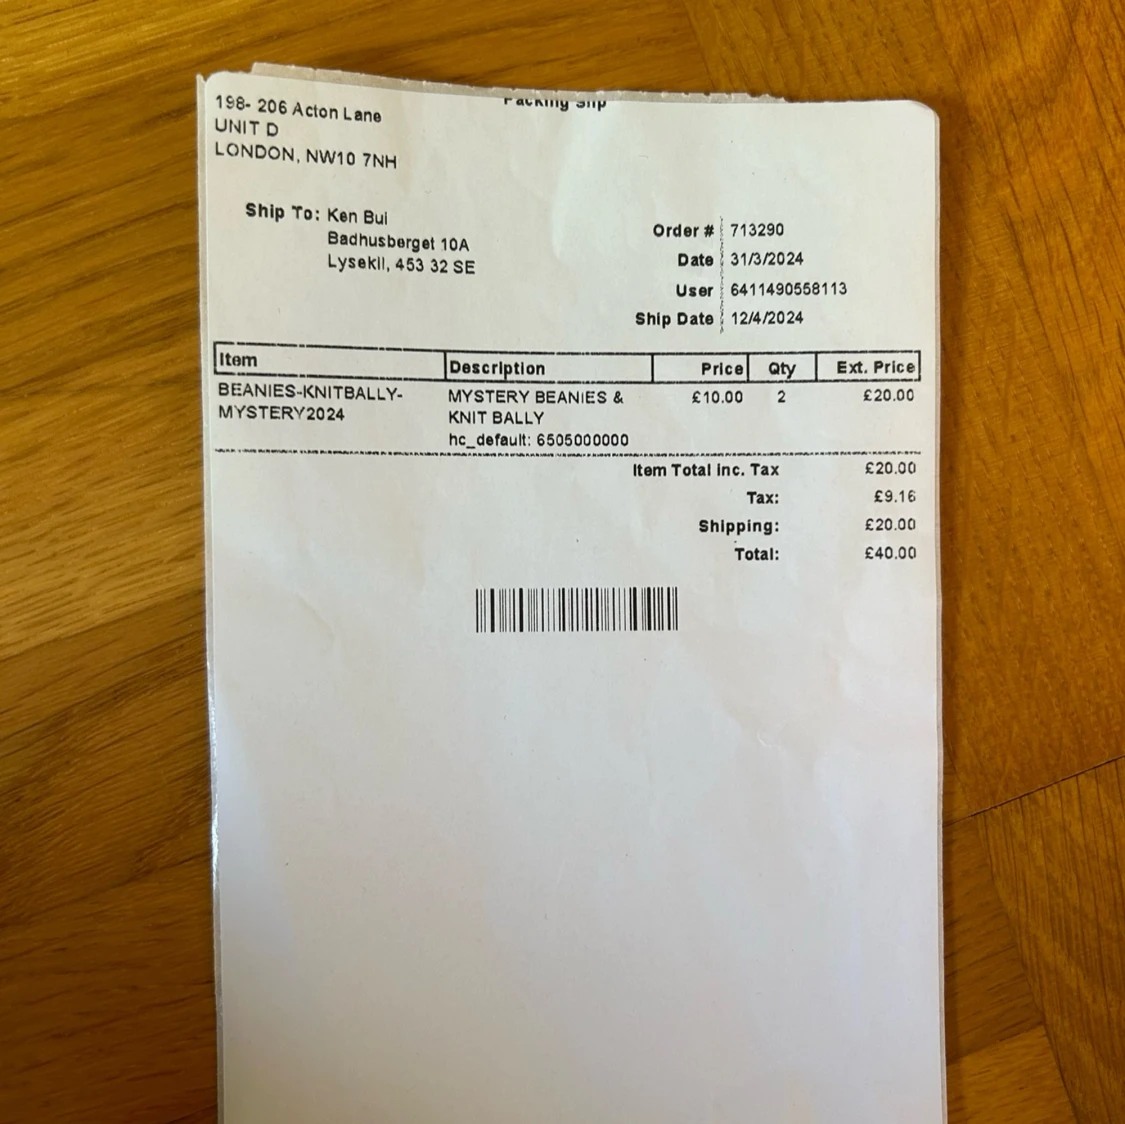 Packing Slip
198- 206 Acton Lane
UNIT D
LONDON, NW10 7NH
Ship To: Ken Bui
Badhusberget 10A
Lysekil, 453 32 SE
Order # 713290
Date 31/3/2024
User 6411490558113
Ship Date 12/4/2024
Item Description Price Qty Ext. Price
BEANIES-KNITBALLY- MYSTERY BEANIES & £10.00 2 £20.00
MYSTERY2024 KNIT BALLY
hc_default: 6505000000
Item Total inc. Tax £20.00
Tax: £9.16
Shipping: £20.00
Total: £40.00